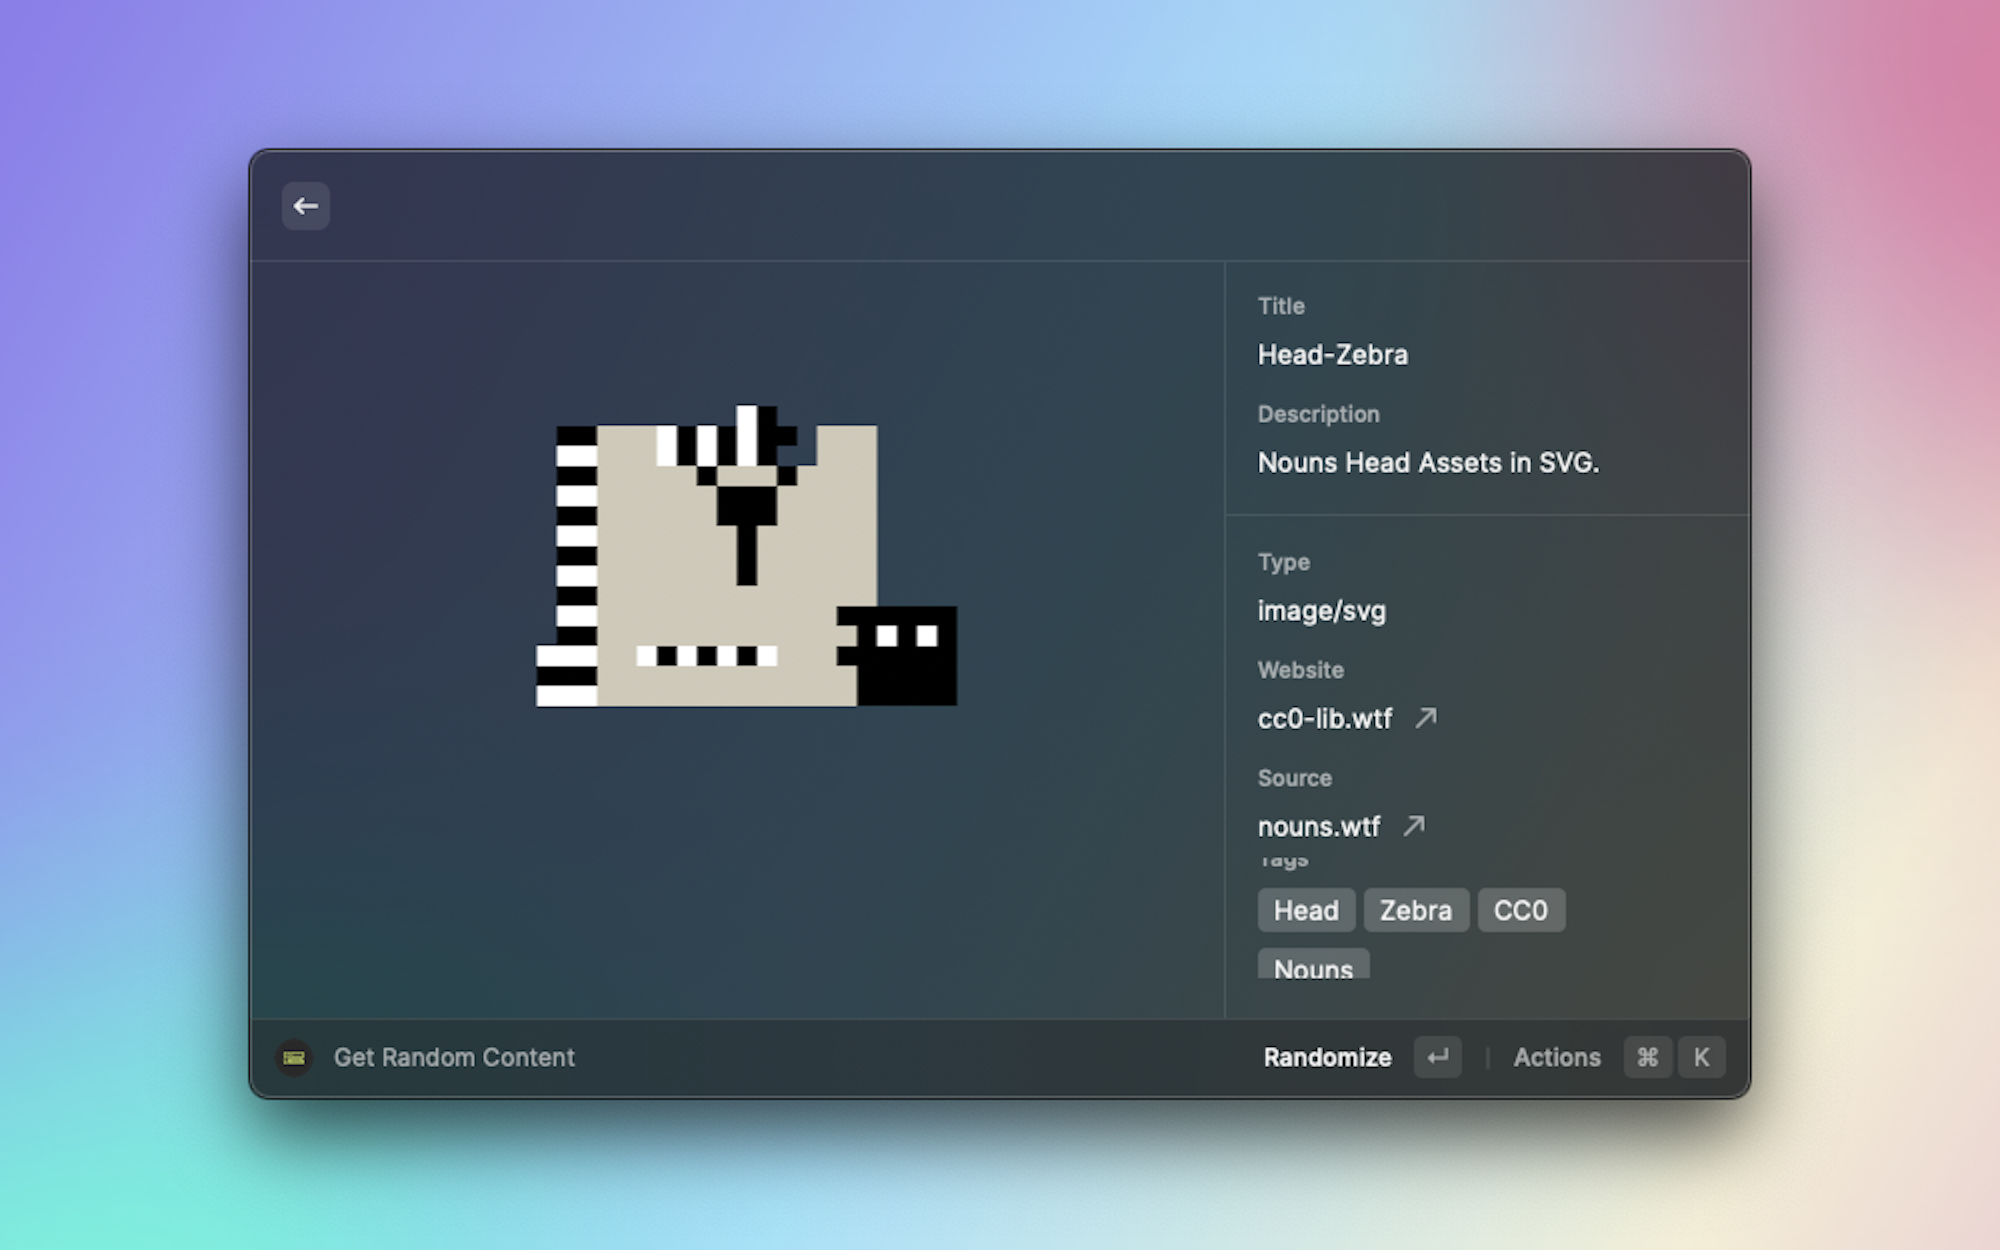 Title
Head-Zebra
Description
Nouns Head Assets in SVG.
Type
image/svg
Website
cc0-lib.wtf
Source
nouns.wtf
Tags
Head Zebra CC0
Nouns
Get Random Content
Randomize
Actions
⌘ K